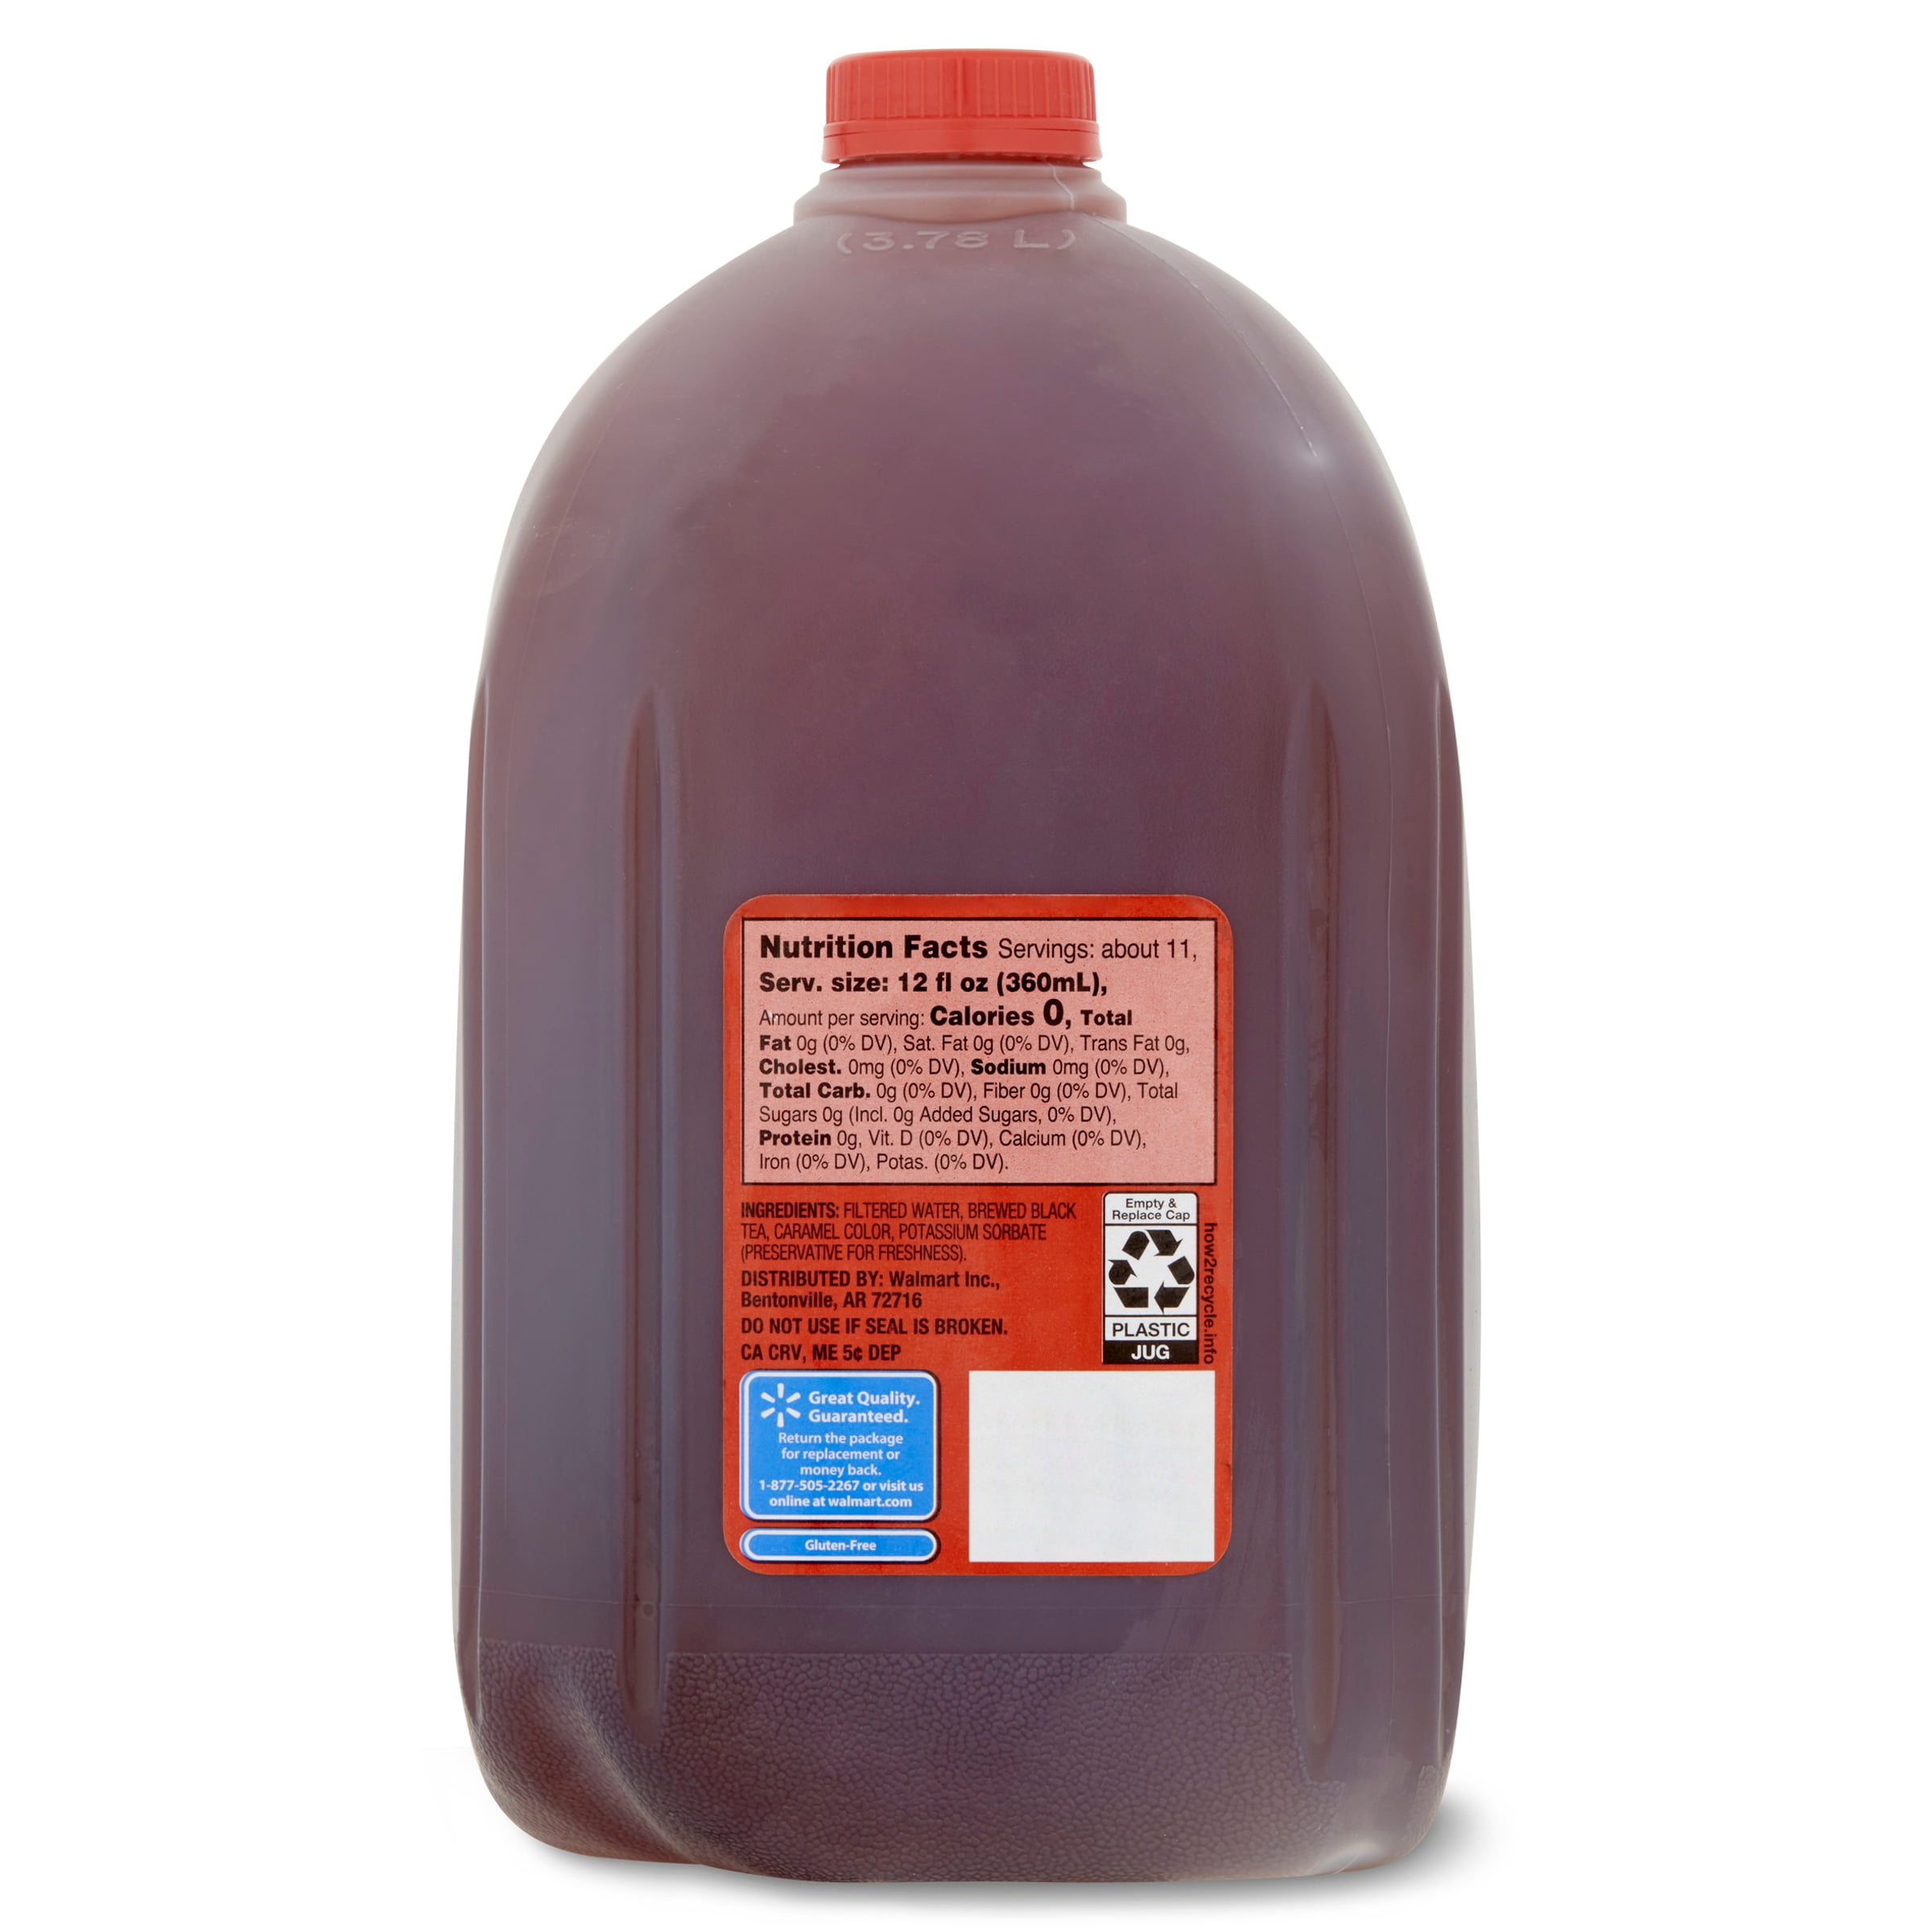 (3.78 L)
Nutrition Facts Servings: about 11,
Serv. size: 12 fl oz (360mL),
Amount per serving: Calories 0, Total
Fat 0g (0% DV), Sat. Fat 0g (0% DV), Trans Fat 0g,
Cholest. 0mg (0% DV), Sodium 0mg (0% DV),
Total Carb. 0g (0% DV), Fiber 0g (0% DV), Total
Sugars 0g (Incl. 0g Added Sugars, 0% DV),
Protein 0g, Vit. D (0% DV), Calcium (0% DV),
Iron (0% DV), Potas. (0% DV).
INGREDIENTS: FILTERED WATER, BREWED BLACK
TEA, CARAMEL COLOR, POTASSIUM SORBATE
(PRESERVATIVE FOR FRESHNESS).
DISTRIBUTED BY: Walmart Inc.,
Bentonville, AR 72716
DO NOT USE IF SEAL IS BROKEN.
CA CRV, ME 5¢ DEP
Empty &
Replace Cap
PLASTIC
JUG
how2recycle.info
Great Quality.
Guaranteed.
Return the package
for replacement or
money back.
1-877-505-2267 or visit us
online at walmart.com
Gluten-Free